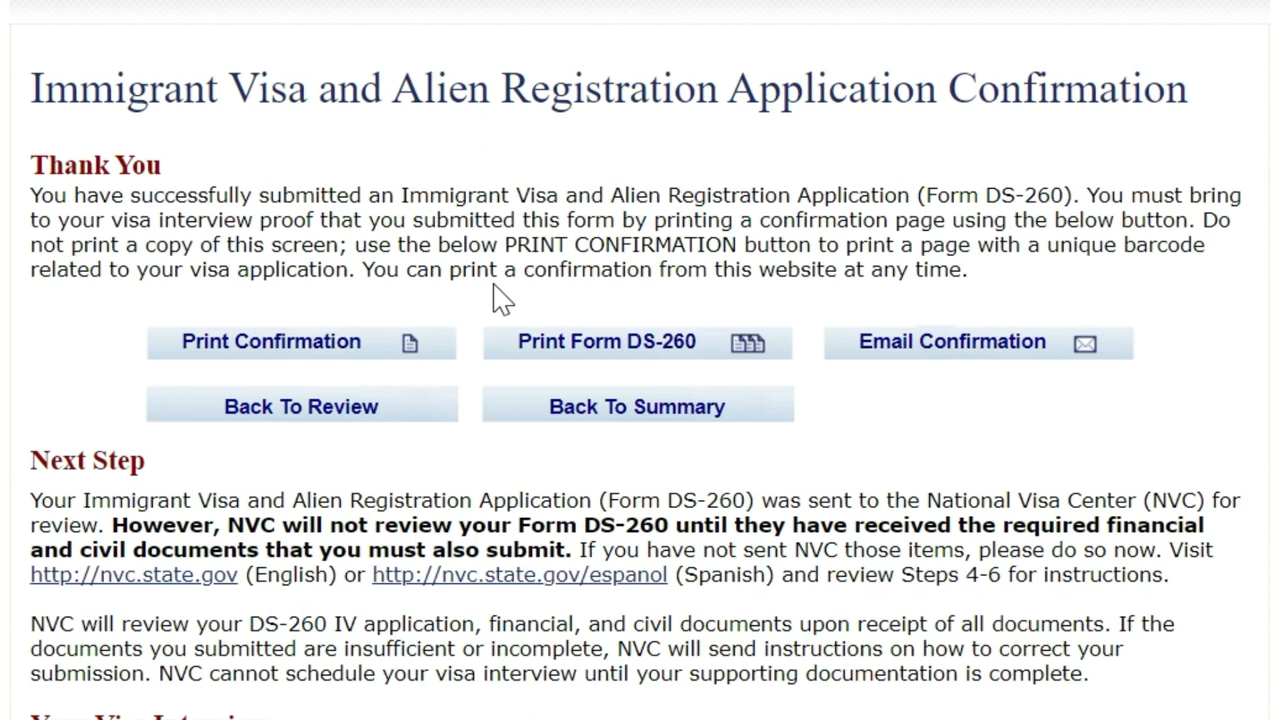 Immigrant Visa and Alien Registration Application Confirmation
Thank You
You have successfully submitted an Immigrant Visa and Alien Registration Application (Form DS-260). You must bring
to your visa interview proof that you submitted this form by printing a confirmation page using the below button. Do
not print a copy of this screen; use the below PRINT CONFIRMATION button to print a page with a unique barcode
related to your visa application. You can print a confirmation from this website at any time.
Print Confirmation
Print Form DS-260
Email Confirmation
Back To Review
Back To Summary
Next Step
Your Immigrant Visa and Alien Registration Application (Form DS-260) was sent to the National Visa Center (NVC) for
review. However, NVC will not review your Form DS-260 until they have received the required financial
and civil documents that you must also submit. If you have not sent NVC those items, please do so now. Visit
http://nvc.state.gov (English) or http://nvc.state.gov/espanol (Spanish) and review Steps 4-6 for instructions.
NVC will review your DS-260 IV application, financial, and civil documents upon receipt of all documents. If the
documents you submitted are insufficient or incomplete, NVC will send instructions on how to correct your
submission. NVC cannot schedule your visa interview until your supporting documentation is complete.